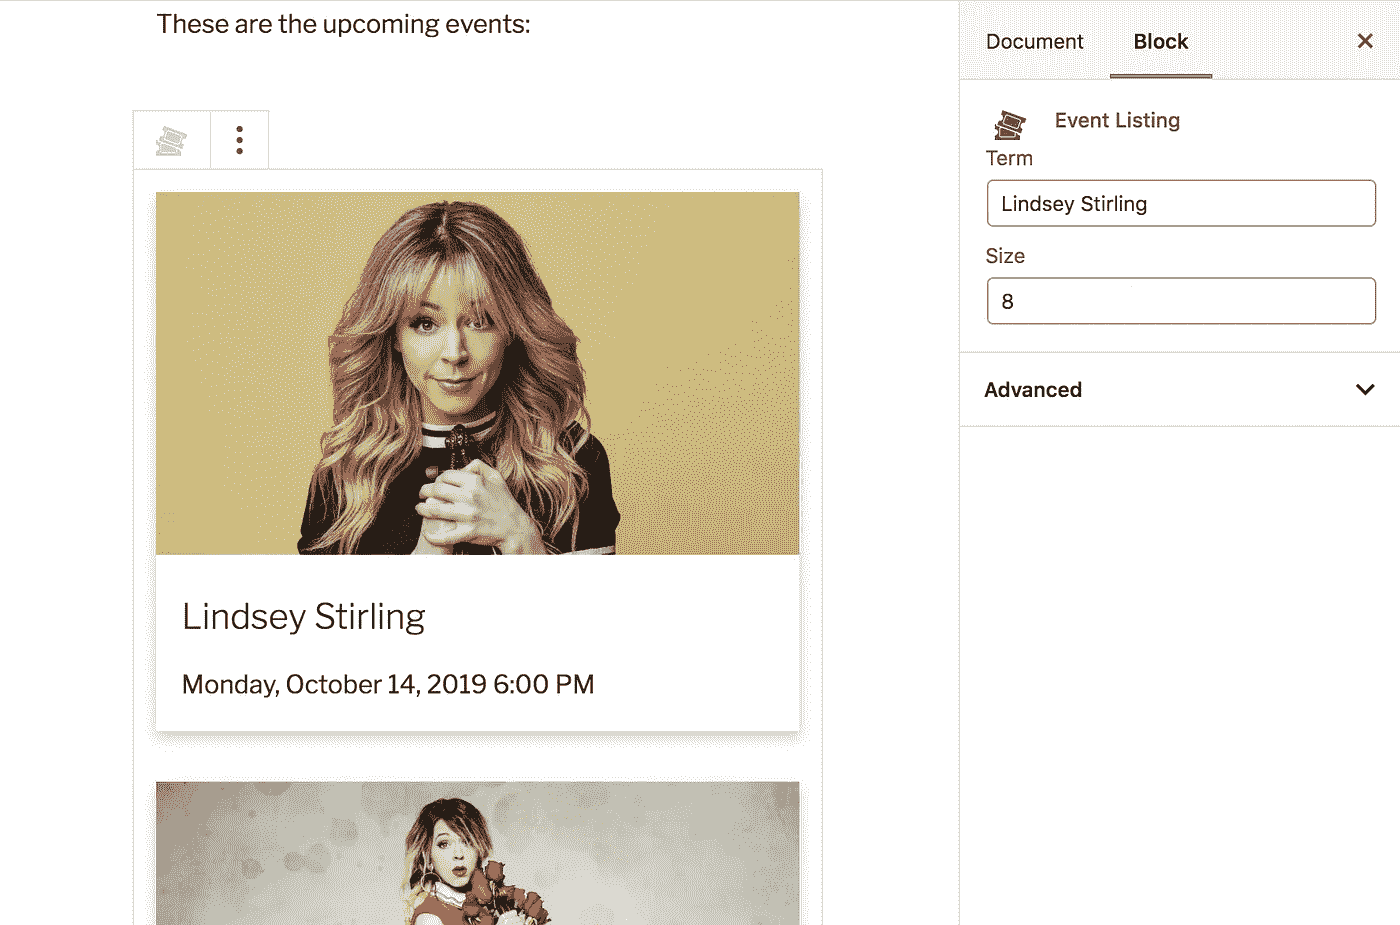 These are the upcoming events:
Document Block
Event Listing
Term
Lindsey Stirling
Size
8
Advanced
Lindsey Stirling
Monday, October 14, 2019 6:00 PM